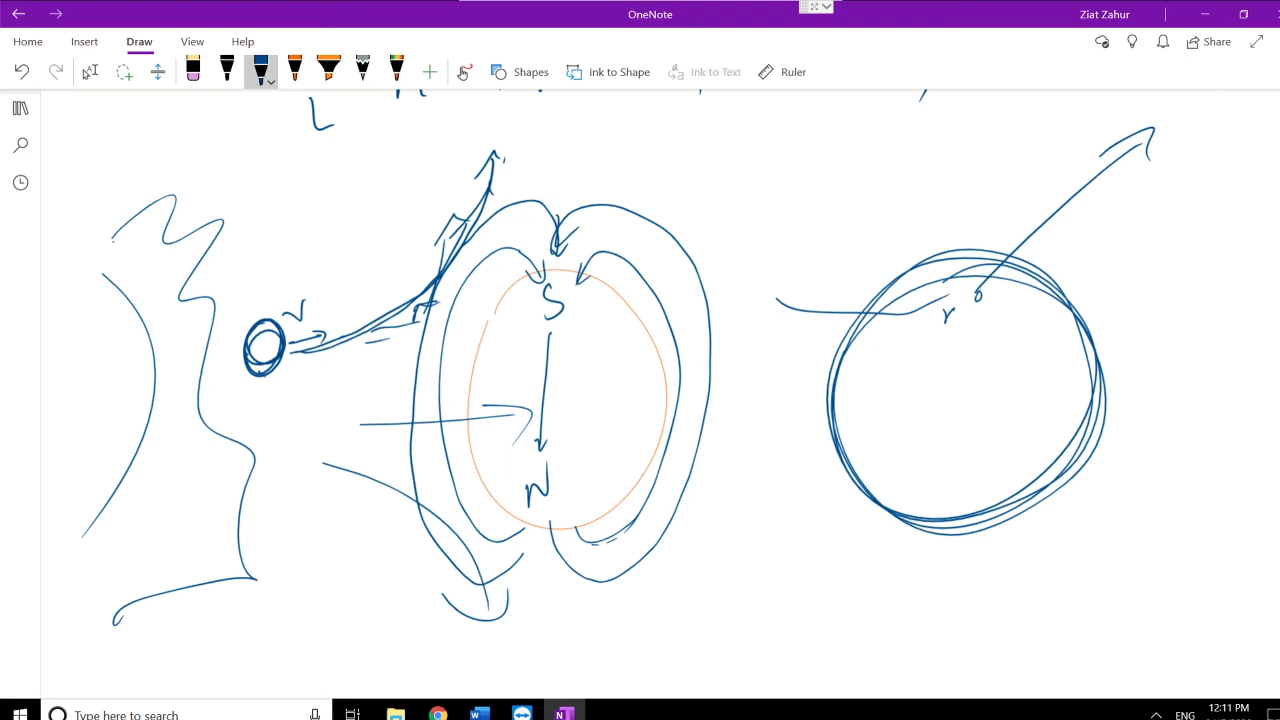 OneNote
Ziat Zahur
Home Insert Draw View Help
Share
Shapes Ink to Shape Ink to Text Ruler
L
v
S
N
r
Type here to search
ENG
12:11 PM